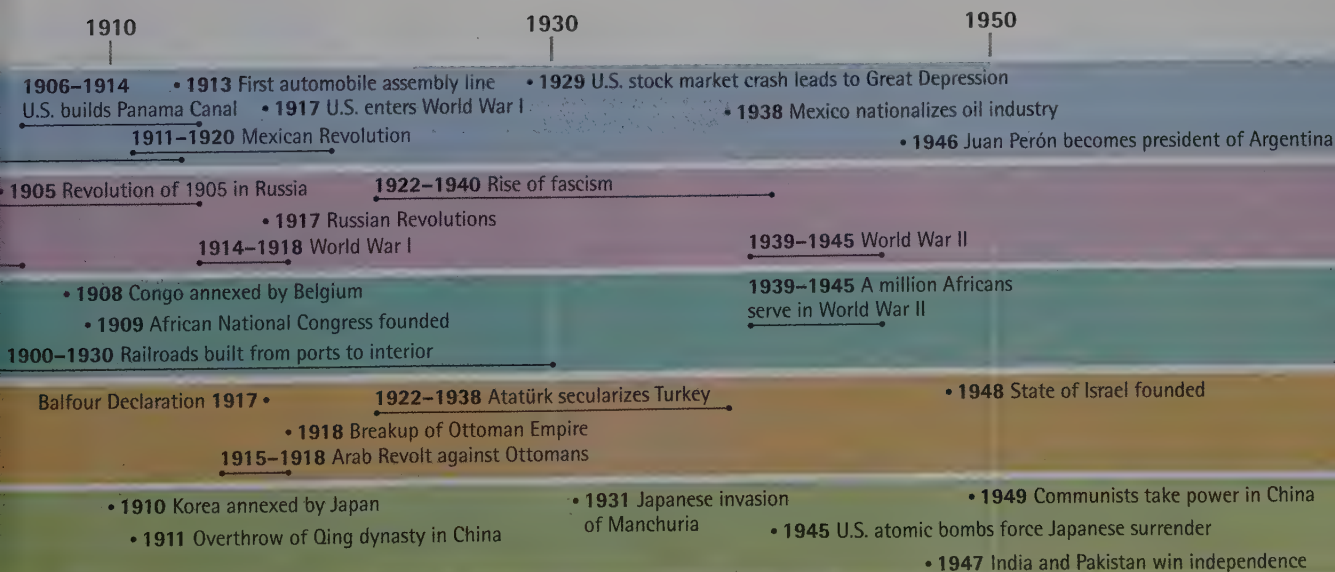 1910
1930
1950
1906–1914
U.S. builds Panama Canal
• 1913 First automobile assembly line
• 1917 U.S. enters World War I
1911–1920 Mexican Revolution
• 1929 U.S. stock market crash leads to Great Depression
• 1938 Mexico nationalizes oil industry
• 1946 Juan Perón becomes president of Argentina
• 1905 Revolution of 1905 in Russia
1922–1940 Rise of fascism
• 1917 Russian Revolutions
1914–1918 World War I
1939–1945 World War II
• 1908 Congo annexed by Belgium
• 1909 African National Congress founded
1900–1930 Railroads built from ports to interior
1939–1945 A million Africans
serve in World War II
Balfour Declaration 1917 •
1922–1938 Atatürk secularizes Turkey
• 1948 State of Israel founded
• 1918 Breakup of Ottoman Empire
1915–1918 Arab Revolt against Ottomans
• 1910 Korea annexed by Japan
• 1911 Overthrow of Qing dynasty in China
• 1931 Japanese invasion
of Manchuria
• 1949 Communists take power in China
• 1945 U.S. atomic bombs force Japanese surrender
• 1947 India and Pakistan win independence